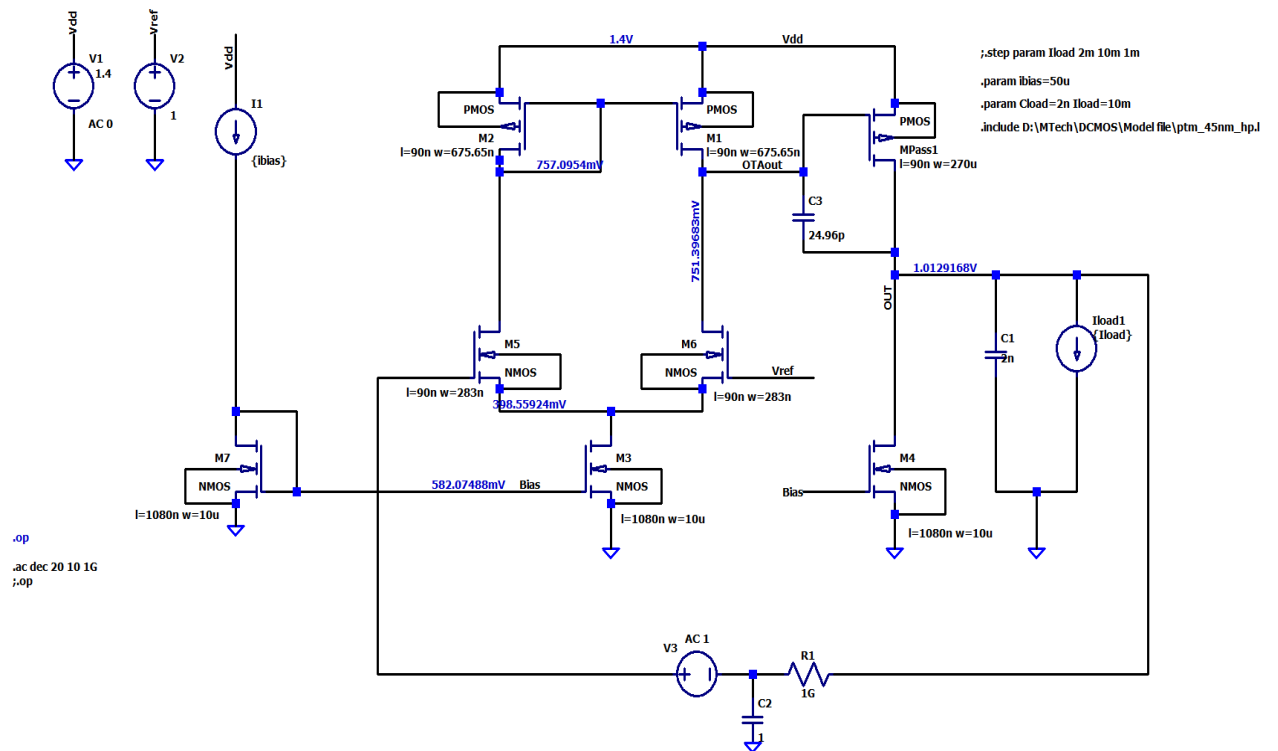 Vdd
Vref
V1
1.4
AC 0
V2
1
Vdd
I1
{ibias}
1.4V
Vdd
;.step param Iload 2m 10m 1m
.param ibias=50u
.param Cload=2n Iload=10m
.include D:\MTech\DCMOS\Model file\ptm_45nm_hp.l
PMOS
M2
l=90n w=675.65n
757.0954mV
PMOS
M1
l=90n w=675.65n
OTAout
PMOS
MPass1
l=90n w=270u
C3
24.96p
751.39683mV
1.0129168V
OUT
M5
NMOS
l=90n w=283n
398.55924mV
M6
NMOS
Vref
l=90n w=283n
C1
2n
Iload1
{Iload}
M7
NMOS
l=1080n w=10u
582.07488mV
Bias
M3
NMOS
l=1080n w=10u
Bias
M4
NMOS
l=1080n w=10u
.op
.ac dec 20 10 1G
;.op
V3
AC 1
R1
1G
C2
1